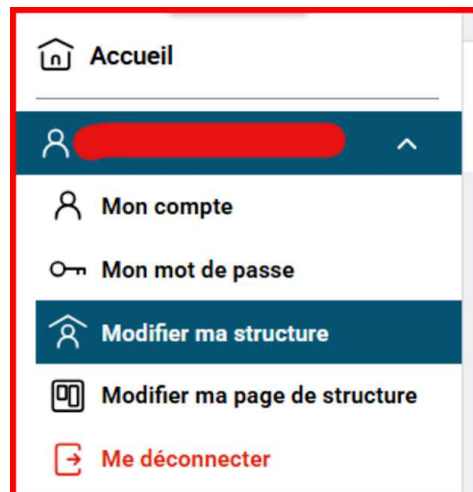 Accueil
Mon compte
Mon mot de passe
Modifier ma structure
Modifier ma page de structure
Me déconnecter